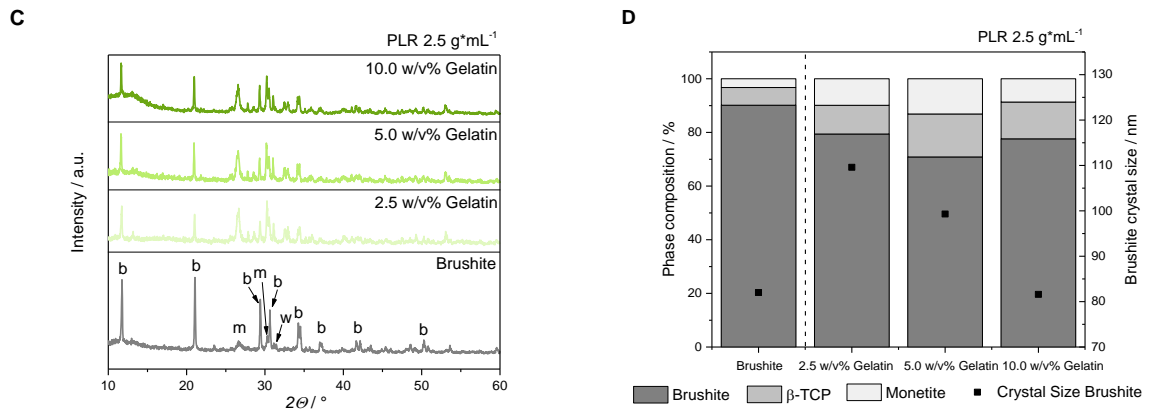 C
PLR 2.5 g*mL⁻¹
10.0 w/v% Gelatin
5.0 w/v% Gelatin
2.5 w/v% Gelatin
Brushite
b
b
b
m
b
m
w
b
b
b
b
Intensity / a.u.
10 20 30 40 50 60
2Θ / °
D
PLR 2.5 g*mL⁻¹
Phase composition / %
100
80
60
40
20
0
130
120
110
100
90
80
70
Brushite crystal size / nm
Brushite 2.5 w/v% Gelatin 5.0 w/v% Gelatin 10.0 w/v% Gelatin
Brushite β-TCP Monetite Crystal Size Brushite